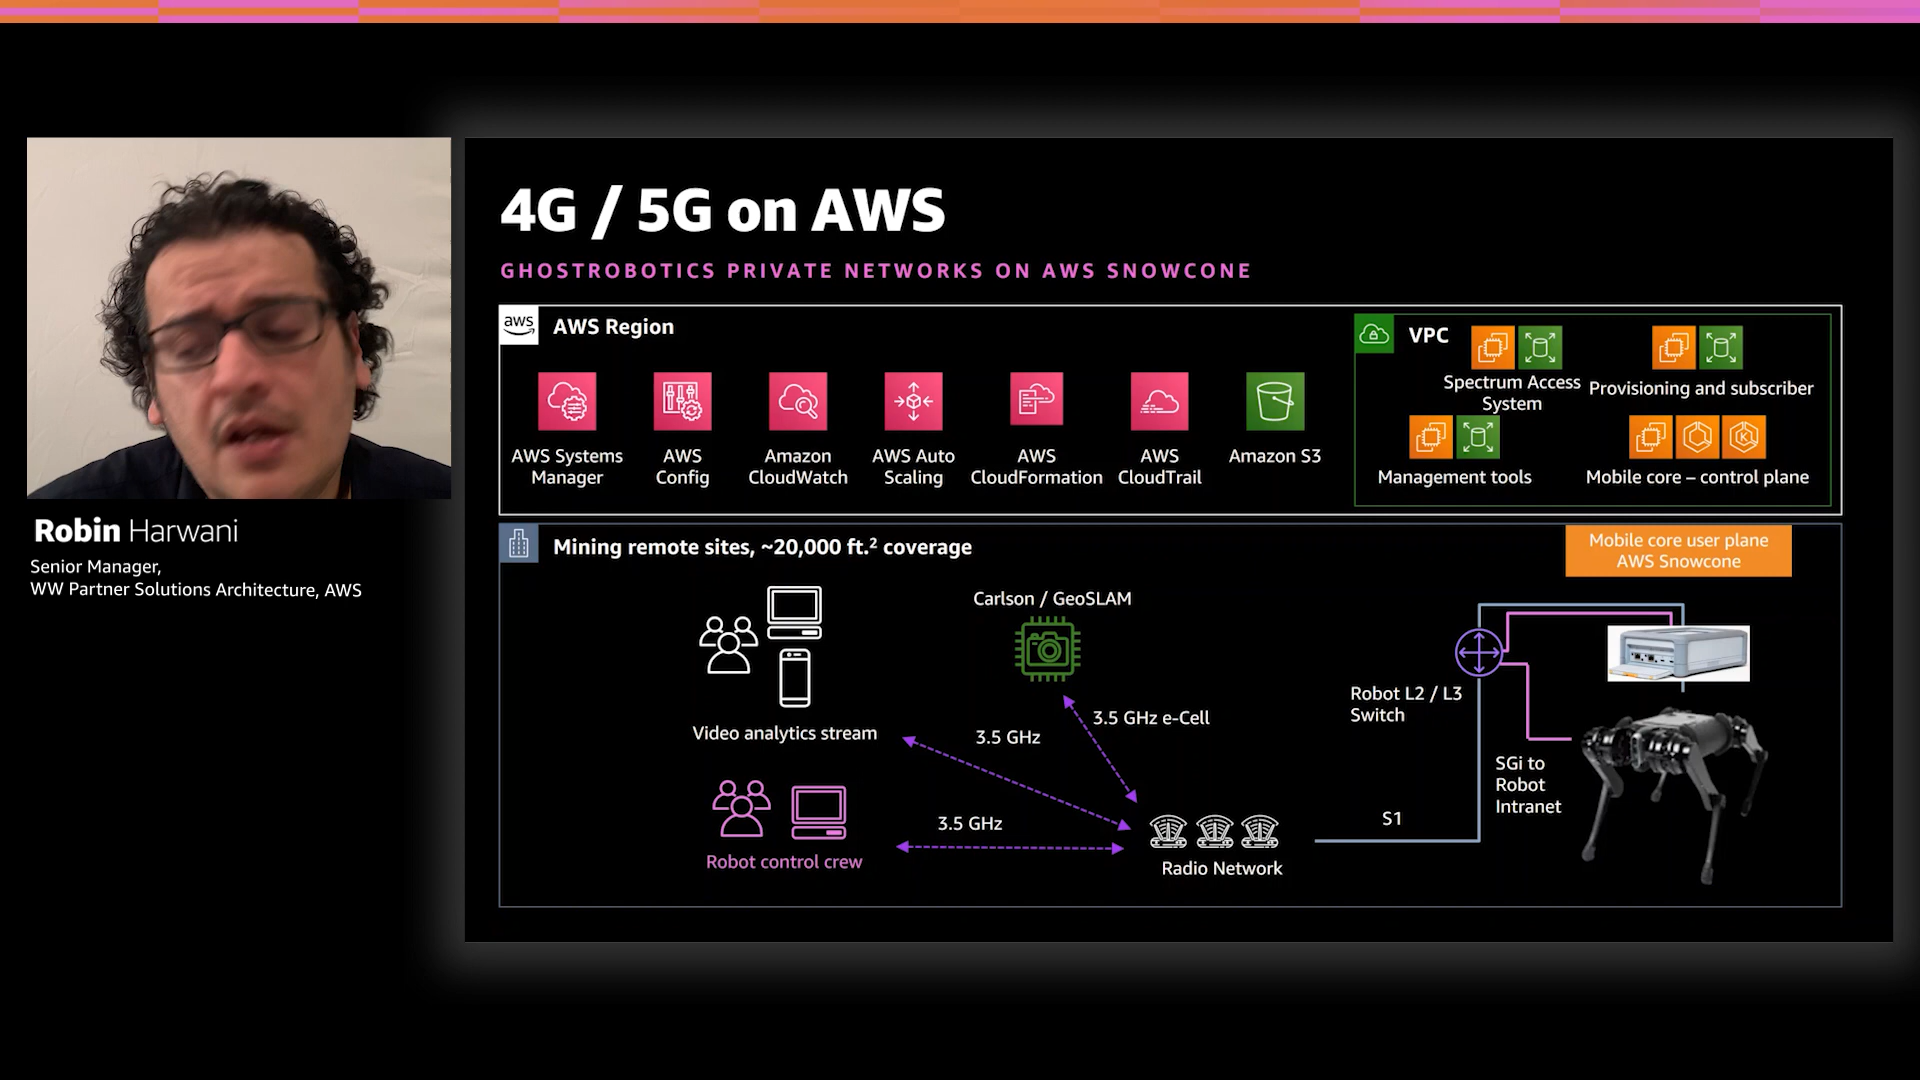 4G / 5G on AWS
GHOSTROBOTICS PRIVATE NETWORKS ON AWS SNOWCONE
aws
AWS Region
AWS Systems
Manager
AWS
Config
Amazon
CloudWatch
AWS Auto
Scaling
AWS
CloudFormation
AWS
CloudTrail
Amazon S3
VPC
Spectrum Access
System
Provisioning and subscriber
Management tools
Mobile core – control plane
Robin Harwani
Senior Manager,
WW Partner Solutions Architecture, AWS
Mining remote sites, ~20,000 ft.² coverage
Mobile core user plane
AWS Snowcone
Carlson / GeoSLAM
Video analytics stream
3.5 GHz
3.5 GHz e-Cell
Robot L2 / L3
Switch
SGi to
Robot
Intranet
Robot control crew
3.5 GHz
Radio Network
S1